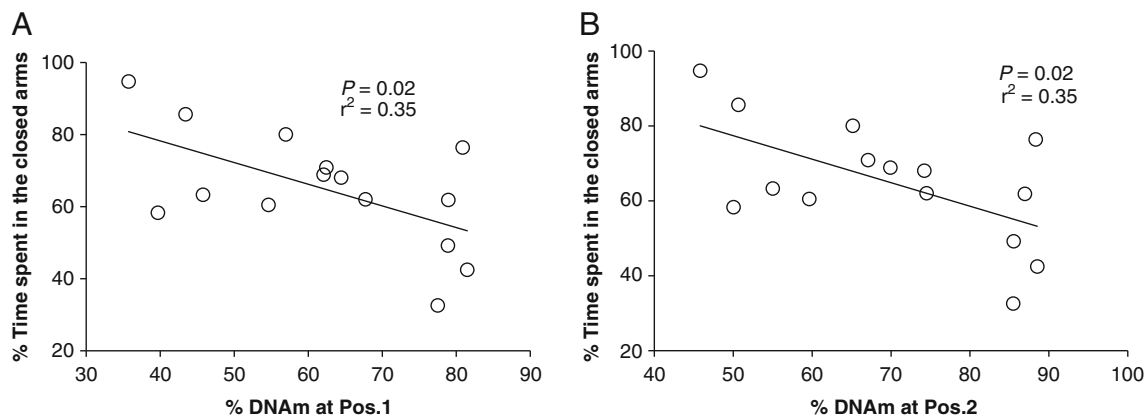 A
% Time spent in the closed arms
100
80
60
40
20
P = 0.02
r² = 0.35
30 40 50 60 70 80 90
% DNAm at Pos.1
B
% Time spent in the closed arms
100
80
60
40
20
P = 0.02
r² = 0.35
40 50 60 70 80 90 100
% DNAm at Pos.2